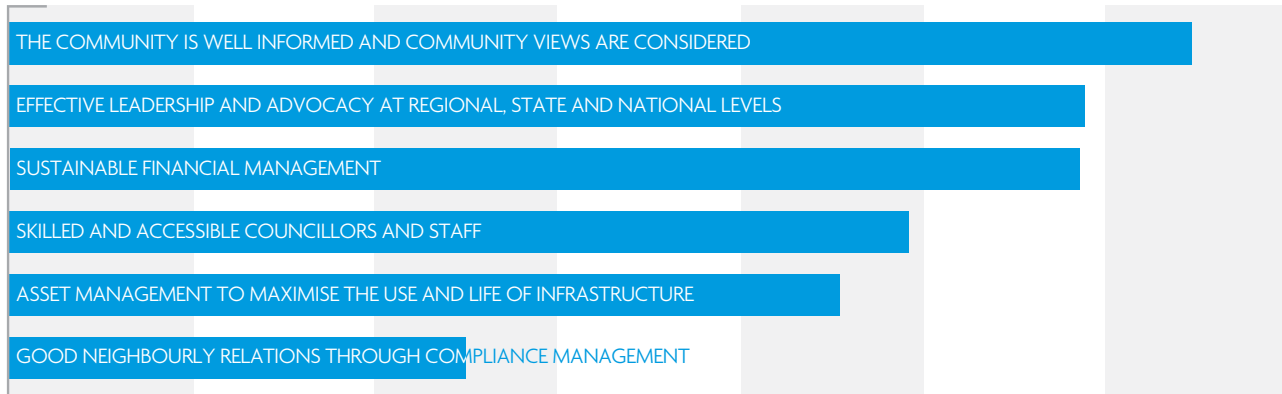 THE COMMUNITY IS WELL INFORMED AND COMMUNITY VIEWS ARE CONSIDERED
EFFECTIVE LEADERSHIP AND ADVOCACY AT REGIONAL, STATE AND NATIONAL LEVELS
SUSTAINABLE FINANCIAL MANAGEMENT
SKILLED AND ACCESSIBLE COUNCILLORS AND STAFF
ASSET MANAGEMENT TO MAXIMISE THE USE AND LIFE OF INFRASTRUCTURE
GOOD NEIGHBOURLY RELATIONS THROUGH COMPLIANCE MANAGEMENT